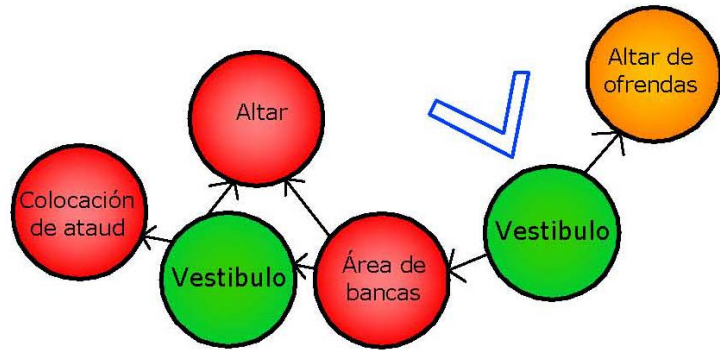 Altar de
ofrendas
Altar
Colocación
de ataud
Vestibulo
Área de
bancas
Vestibulo